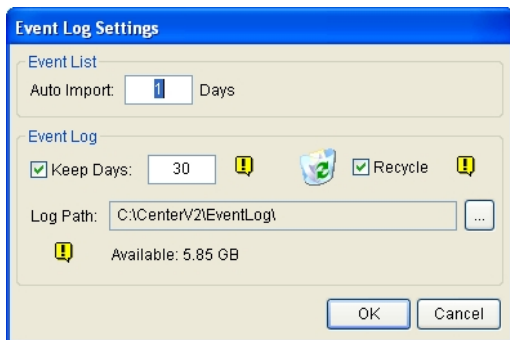 Event Log Settings
Event List
Auto Import: 1 Days
Event Log
Keep Days: 30 ! Recycle !
Log Path: C:\CenterV2\EventLog\ ...
! Available: 5.85 GB
OK Cancel